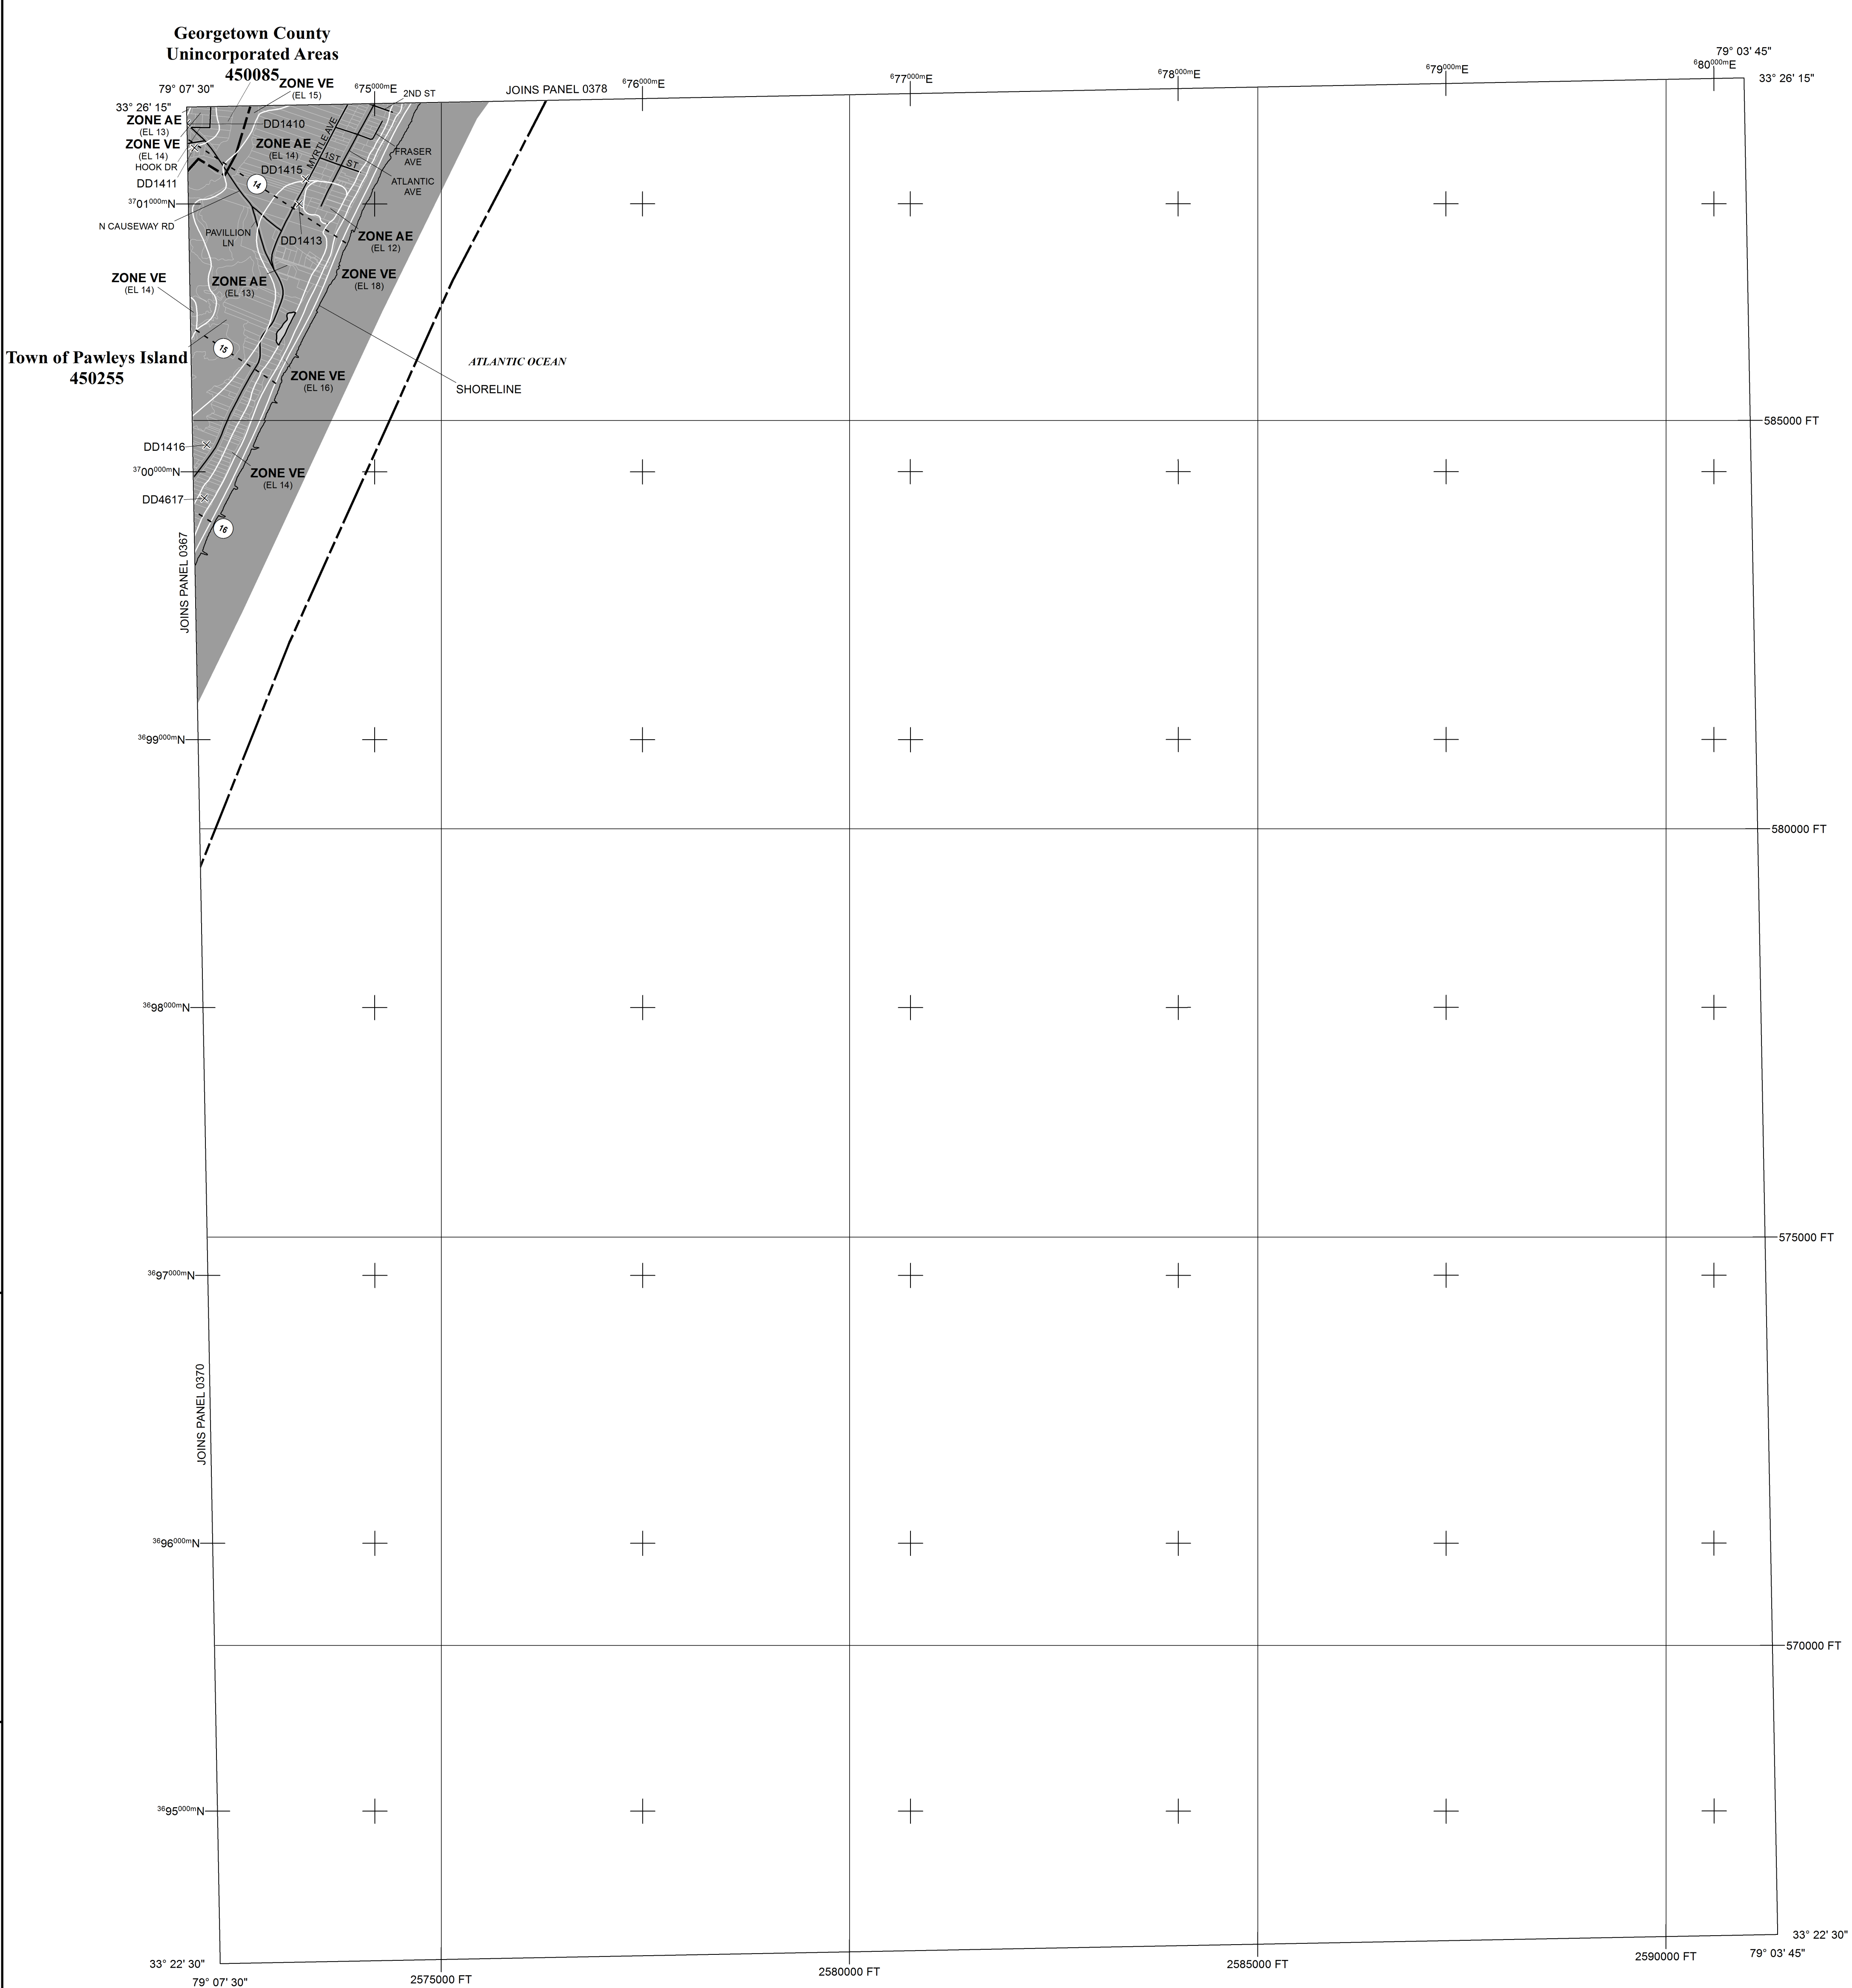 Georgetown County
Unincorporated Areas
450085
79° 07' 30"
33° 26' 15"
ZONE VE
(EL 15)
675000mE
2ND ST
JOINS PANEL 0378
676000mE
677000mE
678000mE
679000mE
680000mE
79° 03' 45"
33° 26' 15"
ZONE AE
(EL 13)
ZONE VE
(EL 14)
HOOK DR
DD1411
DD1410
ZONE AE
(EL 14)
DD1415
MYRTLE AVE
1ST ST
FRASER
AVE
ATLANTIC
AVE
14
3701000mN
N CAUSEWAY RD
PAVILLION
LN
DD1413
ZONE AE
(EL 12)
ZONE VE
(EL 18)
ZONE VE
(EL 14)
ZONE AE
(EL 13)
15
Town of Pawleys Island
450255
ATLANTIC OCEAN
SHORELINE
ZONE VE
(EL 16)
585000 FT
DD1416
3700000mN
ZONE VE
(EL 14)
DD4617
16
JOINS PANEL 0367
3699000mN
580000 FT
3698000mN
575000 FT
3697000mN
JOINS PANEL 0370
3696000mN
570000 FT
3695000mN
33° 22' 30"
79° 07' 30"
2575000 FT
2580000 FT
2585000 FT
2590000 FT
33° 22' 30"
79° 03' 45"